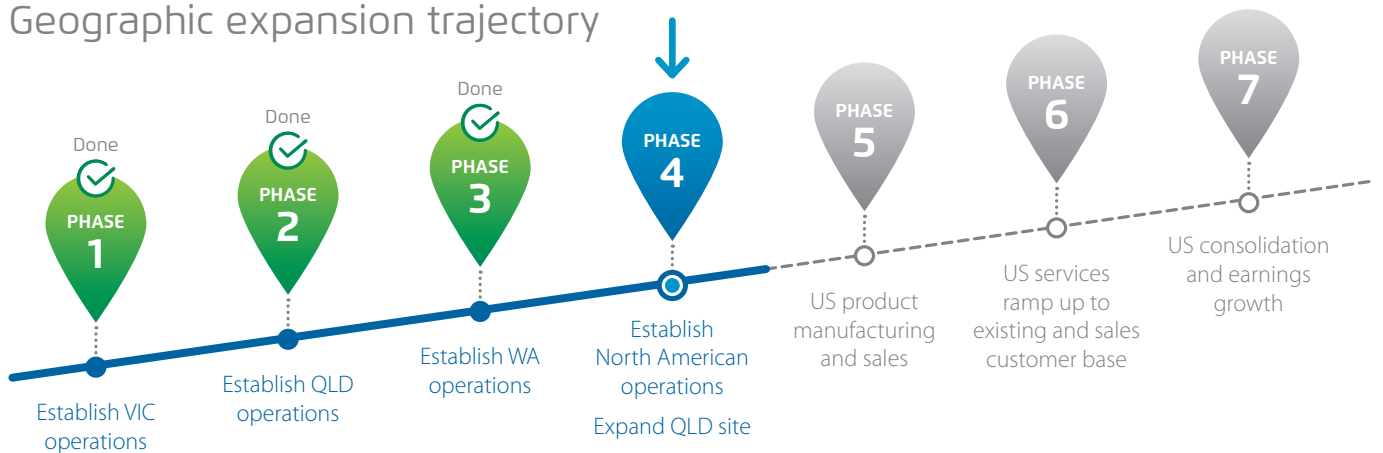 Geographic expansion trajectory
Done
PHASE
1
Establish VIC
operations
Done
PHASE
2
Establish QLD
operations
Done
PHASE
3
Establish WA
operations
PHASE
4
Establish
North American
operations
Expand QLD site
PHASE
5
US product
manufacturing
and sales
PHASE
6
US services
ramp up to
existing and sales
customer base
PHASE
7
US consolidation
and earnings
growth